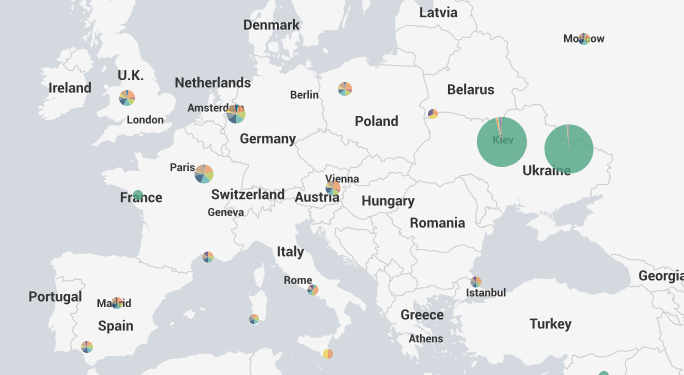 Latvia
Denmark
Moscow
U.K.
Ireland
Netherlands
Belarus
Berlin
Amsterdam
London
Poland
Germany
Kiev
Paris
Ukraine
Vienna
France
Switzerland
Austria
Hungary
Geneva
Romania
Italy
Georgia
Rome
Istanbul
Portugal
Madrid
Spain
Greece
Turkey
Athens